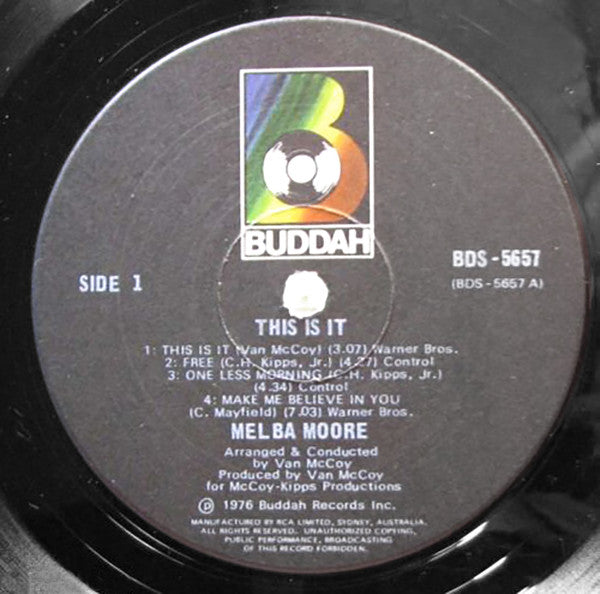 BUDDAH
SIDE 1
BDS - 5657
(BDS - 5657 A)
THIS IS IT
1: THIS IS IT (Van McCoy) (3.07) Warner Bros.
2: FREE (C.H. Kipps, Jr.) (4.27) Control
3: ONE LESS MORNING (C.H. Kipps, Jr.)
(4.34) Control
4: MAKE ME BELIEVE IN YOU
(C. Mayfield) (7.03) Warner Bros.
MELBA MOORE
Arranged & Conducted
by Van McCoy
Produced by Van McCoy
for McCoy-Kipps Productions
℗ 1976 Buddah Records Inc.
MANUFACTURED BY RCA LIMITED, SYDNEY, AUSTRALIA.
ALL RIGHTS RESERVED. UNAUTHORIZED COPYING,
PUBLIC PERFORMANCE, BROADCASTING
OF THIS RECORD FORBIDDEN.